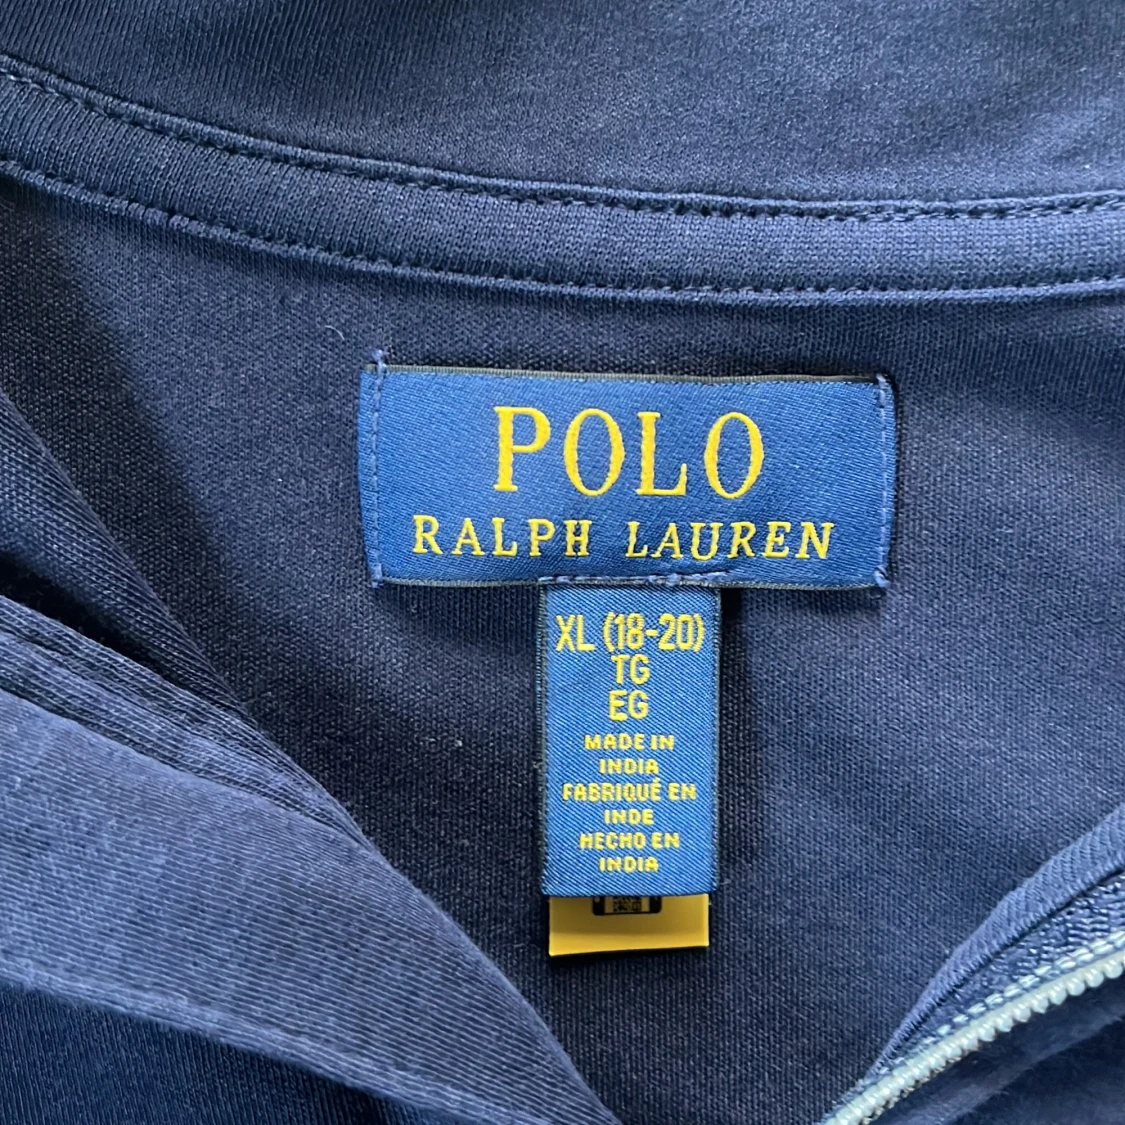 POLO
RALPH LAUREN
XL (18-20)
TG
EG
MADE IN
INDIA
FABRIQUÉ EN
INDE
HECHO EN
INDIA